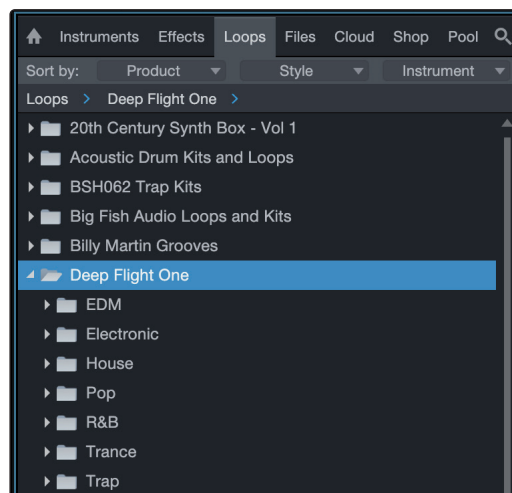 Instruments Effects Loops Files Cloud Shop Pool
Sort by: Product Style Instrument
Loops > Deep Flight One >
20th Century Synth Box - Vol 1
Acoustic Drum Kits and Loops
BSH062 Trap Kits
Big Fish Audio Loops and Kits
Billy Martin Grooves
Deep Flight One
EDM
Electronic
House
Pop
R&B
Trance
Trap